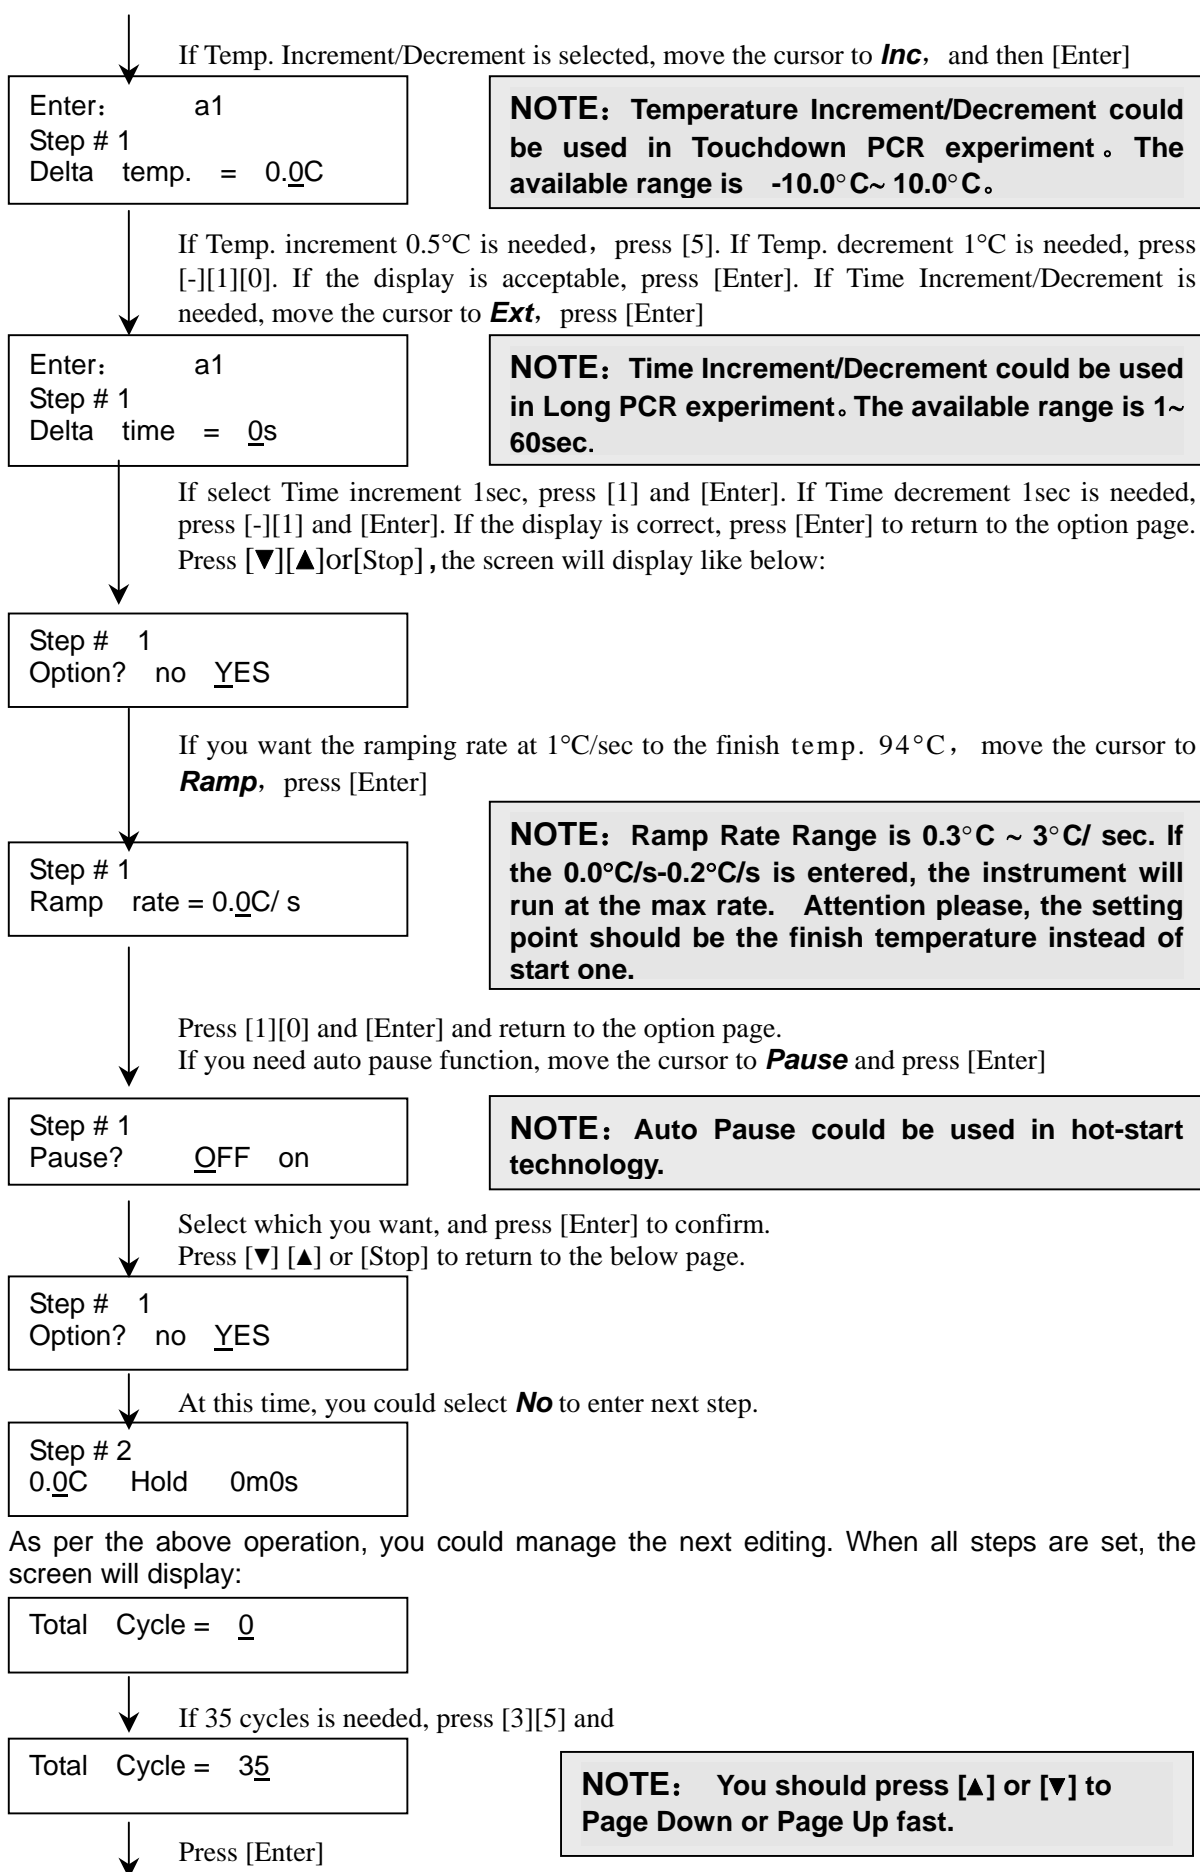 If Temp. Increment/Decrement is selected, move the cursor to Inc，and then [Enter]
Enter： a1
Step # 1
Delta temp. = 0.0C
NOTE：Temperature Increment/Decrement could
be used in Touchdown PCR experiment。The
available range is -10.0°C~ 10.0°C。
If Temp. increment 0.5°C is needed，press [5]. If Temp. decrement 1°C is needed, press
[-][1][0]. If the display is acceptable, press [Enter]. If Time Increment/Decrement is
needed, move the cursor to Ext，press [Enter]
Enter： a1
Step # 1
Delta time = 0s
NOTE：Time Increment/Decrement could be used
in Long PCR experiment。The available range is 1~
60sec.
If select Time increment 1sec, press [1] and [Enter]. If Time decrement 1sec is needed,
press [-][1] and [Enter]. If the display is correct, press [Enter] to return to the option page.
Press [▼][▲]or[Stop] , the screen will display like below:
Step # 1
Option? no YES
If you want the ramping rate at 1°C/sec to the finish temp. 94°C， move the cursor to
Ramp，press [Enter]
Step # 1
Ramp rate = 0.0C/ s
NOTE：Ramp Rate Range is 0.3°C ~ 3°C/ sec. If
the 0.0°C/s-0.2°C/s is entered, the instrument will
run at the max rate. Attention please, the setting
point should be the finish temperature instead of
start one.
Press [1][0] and [Enter] and return to the option page.
If you need auto pause function, move the cursor to Pause and press [Enter]
Step # 1
Pause? OFF on
NOTE：Auto Pause could be used in hot-start
technology.
Select which you want, and press [Enter] to confirm.
Press [▼] [▲] or [Stop] to return to the below page.
Step # 1
Option? no YES
At this time, you could select No to enter next step.
Step # 2
0.0C Hold 0m0s
As per the above operation, you could manage the next editing. When all steps are set, the
screen will display:
Total Cycle = 0
If 35 cycles is needed, press [3][5] and
Total Cycle = 35
NOTE： You should press [▲] or [▼] to
Page Down or Page Up fast.
Press [Enter]